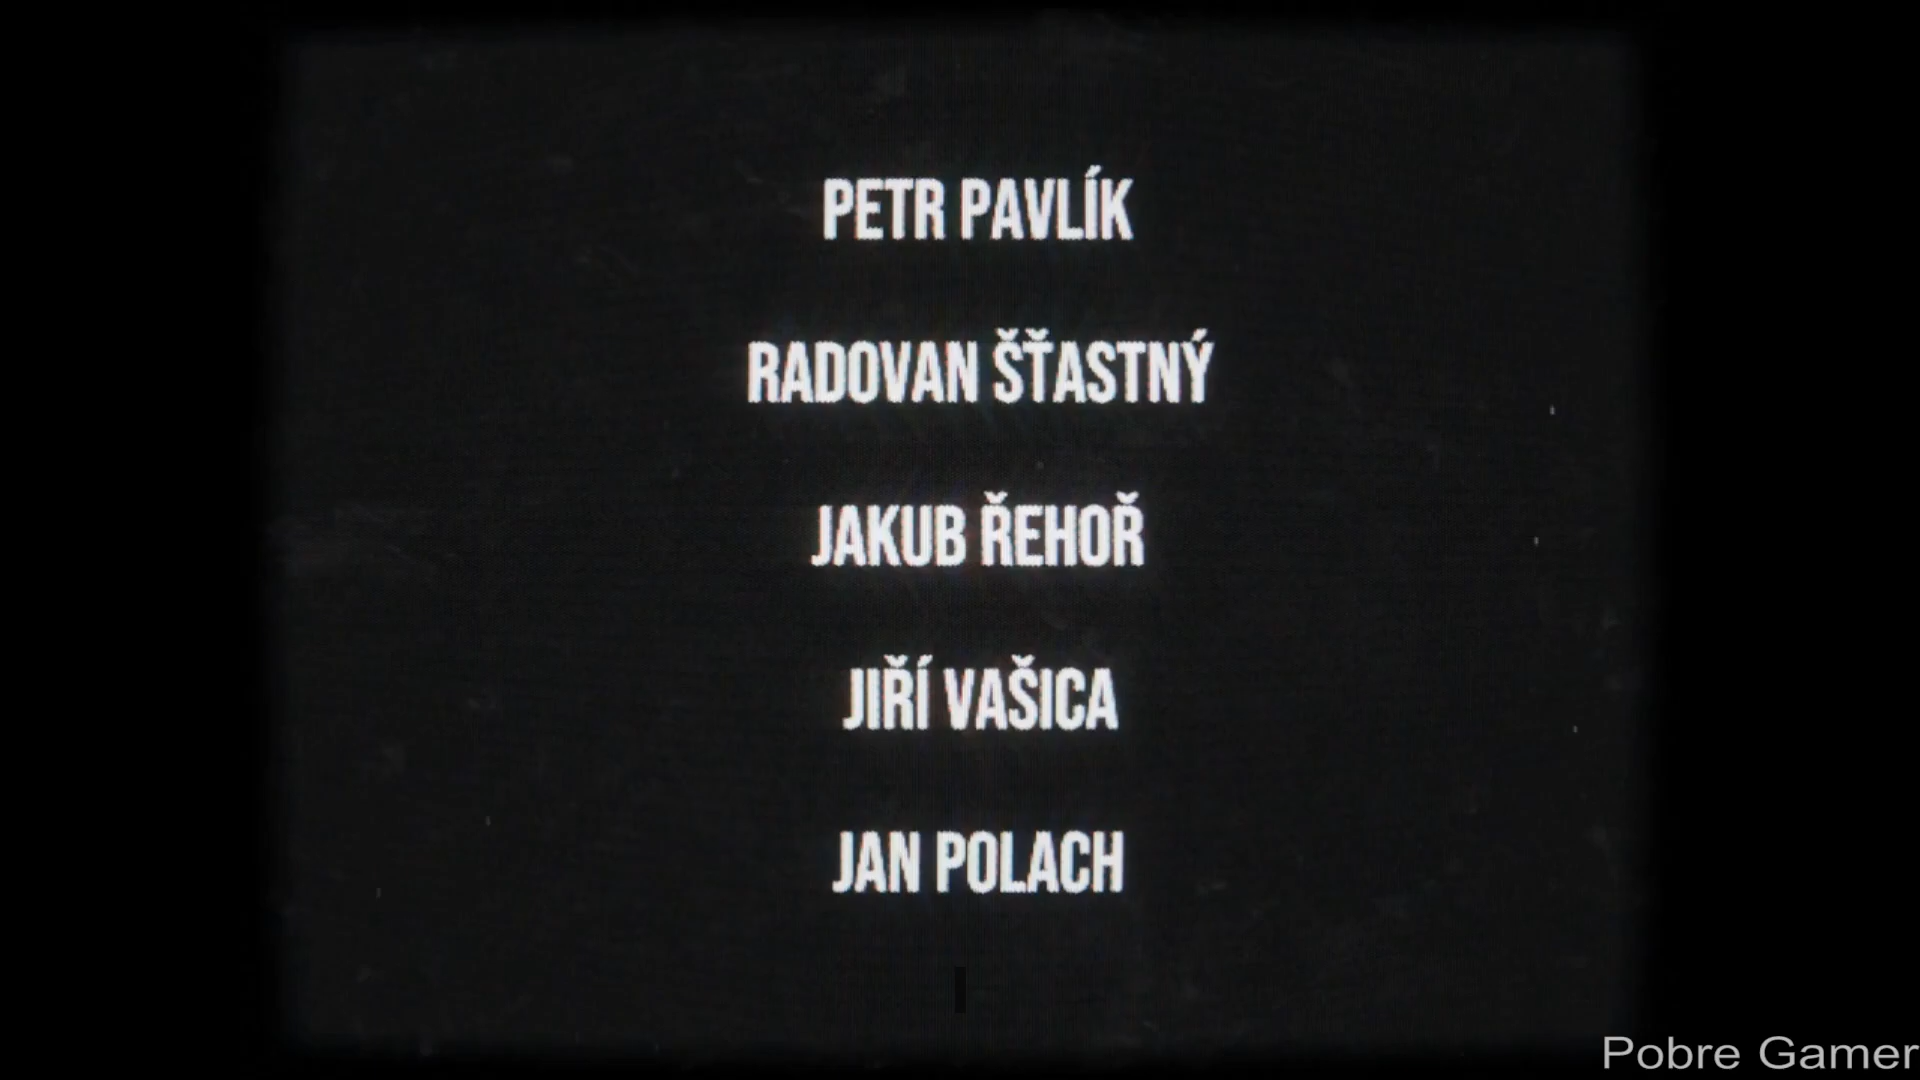 PETR PAVLÍK
RADOVAN ŠŤASTNÝ
JAKUB ŘEHOŘ
JIŘÍ VAŠICA
JAN POLACH
Pobre Gamer